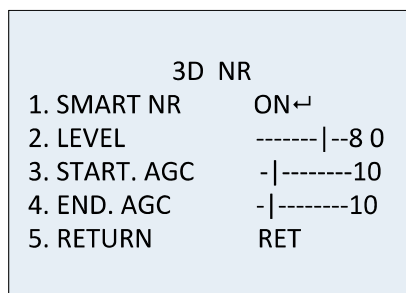 3D NR
1. SMART NR ON↵
2. LEVEL -------|--8 0
3. START. AGC -|--------10
4. END. AGC -|--------10
5. RETURN RET